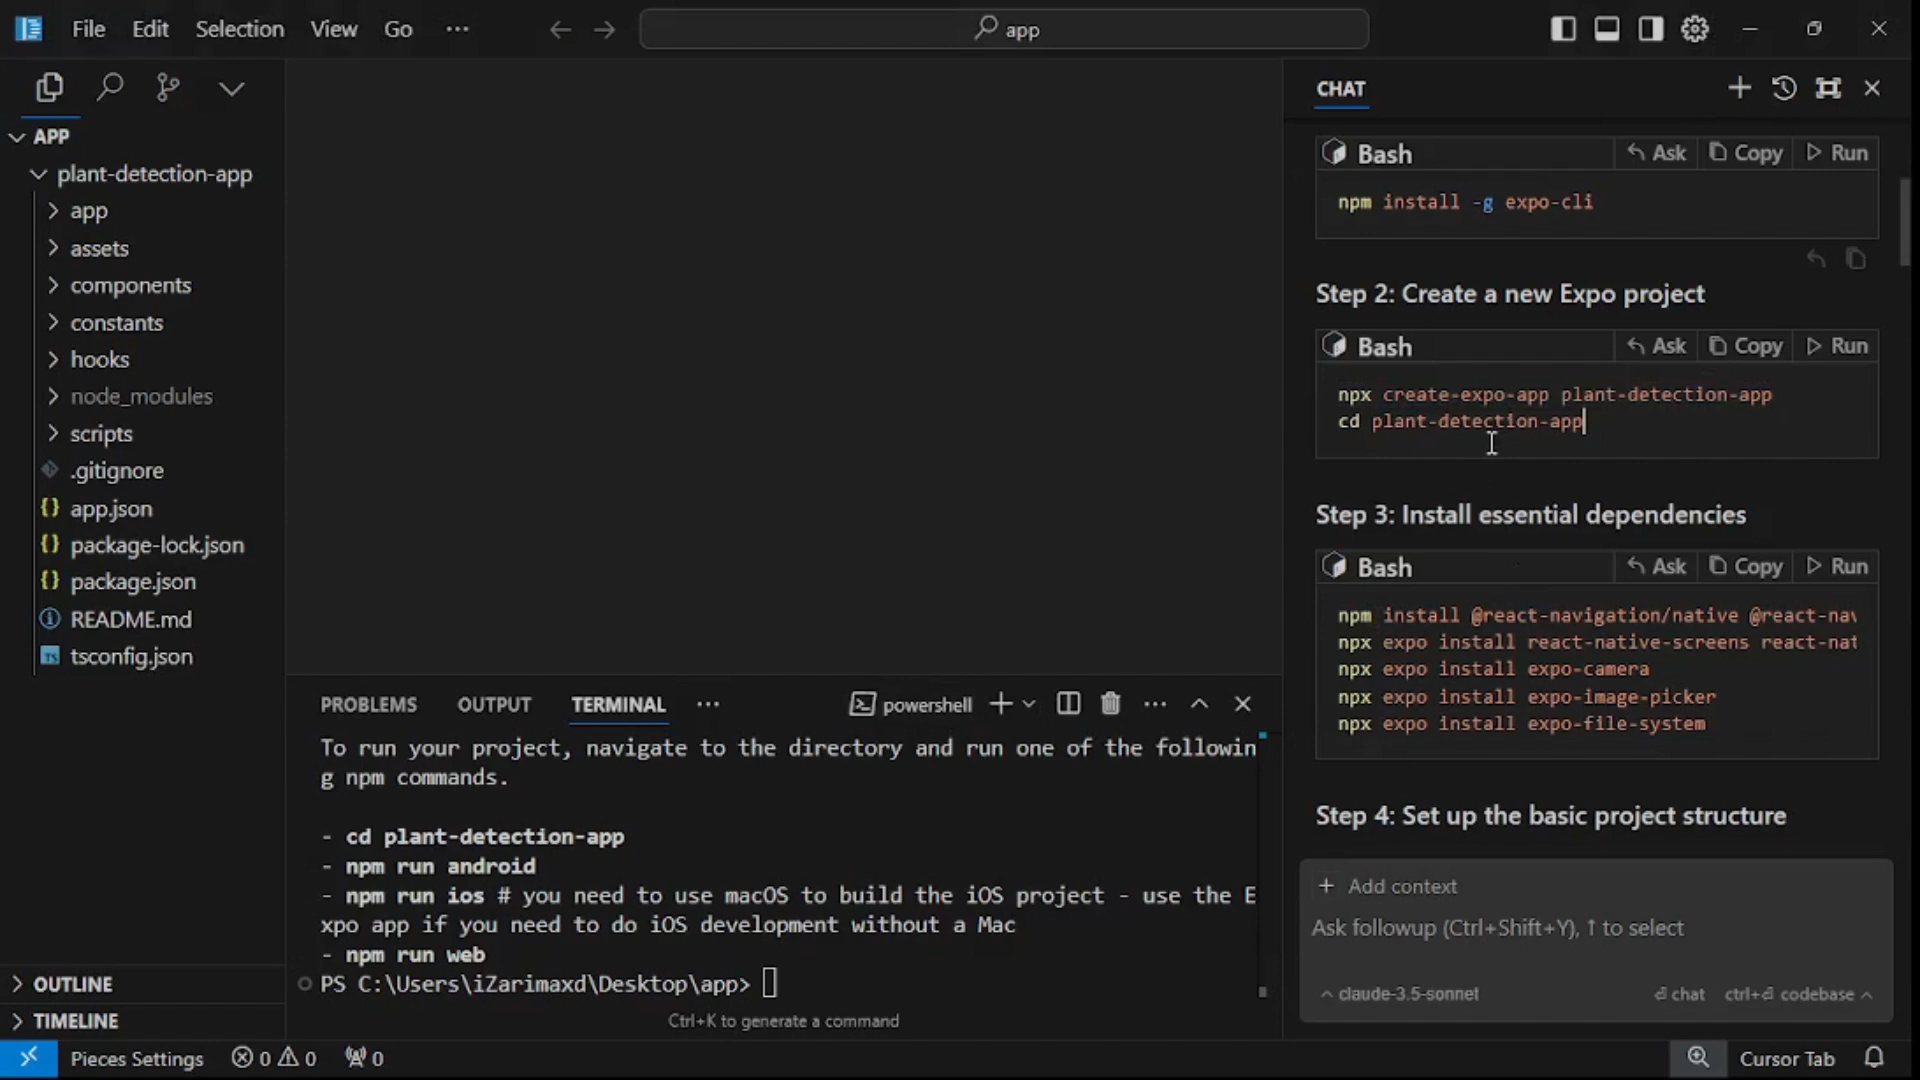 File Edit Selection View Go ··· app
APP
plant-detection-app
app
assets
components
constants
hooks
node_modules
scripts
.gitignore
{} app.json
{} package-lock.json
{} package.json
README.md
TS tsconfig.json
OUTLINE
TIMELINE
PROBLEMS OUTPUT TERMINAL ··· powershell
To run your project, navigate to the directory and run one of the followin
g npm commands.
- cd plant-detection-app
- npm run android
- npm run ios # you need to use macOS to build the iOS project - use the E
xpo app if you need to do iOS development without a Mac
- npm run web
PS C:\Users\iZarimaxd\Desktop\app>
Ctrl+K to generate a command
CHAT
Bash Ask Copy Run
npm install -g expo-cli
Step 2: Create a new Expo project
Bash Ask Copy Run
npx create-expo-app plant-detection-app
cd plant-detection-app
Step 3: Install essential dependencies
Bash Ask Copy Run
npm install @react-navigation/native @react-nav
npx expo install react-native-screens react-nat
npx expo install expo-camera
npx expo install expo-image-picker
npx expo install expo-file-system
Step 4: Set up the basic project structure
+ Add context
Ask followup (Ctrl+Shift+Y), ↑ to select
claude-3.5-sonnet ⏎ chat ctrl+⏎ codebase
Pieces Settings 0 0 0 Cursor Tab